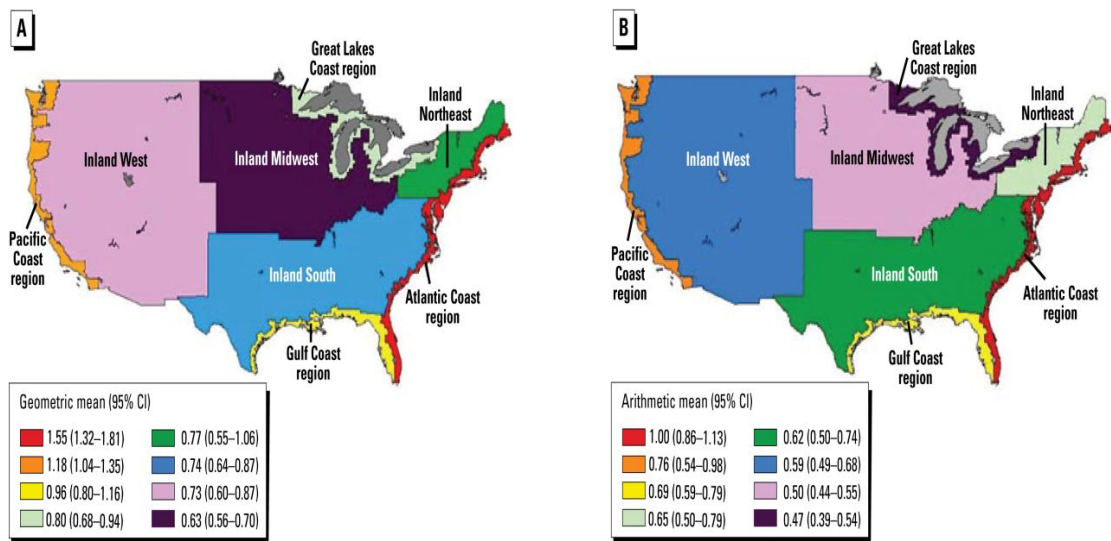 A
Great Lakes
Coast region
Inland
Northeast
Inland West
Inland Midwest
Pacific
Coast
region
Inland South
Atlantic Coast
region
Gulf Coast
region
Geometric mean (95% CI)
1.55 (1.32–1.81)
1.18 (1.04–1.35)
0.96 (0.80–1.16)
0.80 (0.68–0.94)
0.77 (0.55–1.06)
0.74 (0.64–0.87)
0.73 (0.60–0.87)
0.63 (0.56–0.70)
B
Great Lakes
Coast region
Inland
Northeast
Inland West
Inland Midwest
Pacific
Coast
region
Inland South
Atlantic Coast
region
Gulf Coast
region
Arithmetic mean (95% CI)
1.00 (0.86–1.13)
0.76 (0.54–0.98)
0.69 (0.59–0.79)
0.65 (0.50–0.79)
0.62 (0.50–0.74)
0.59 (0.49–0.68)
0.50 (0.44–0.55)
0.47 (0.39–0.54)